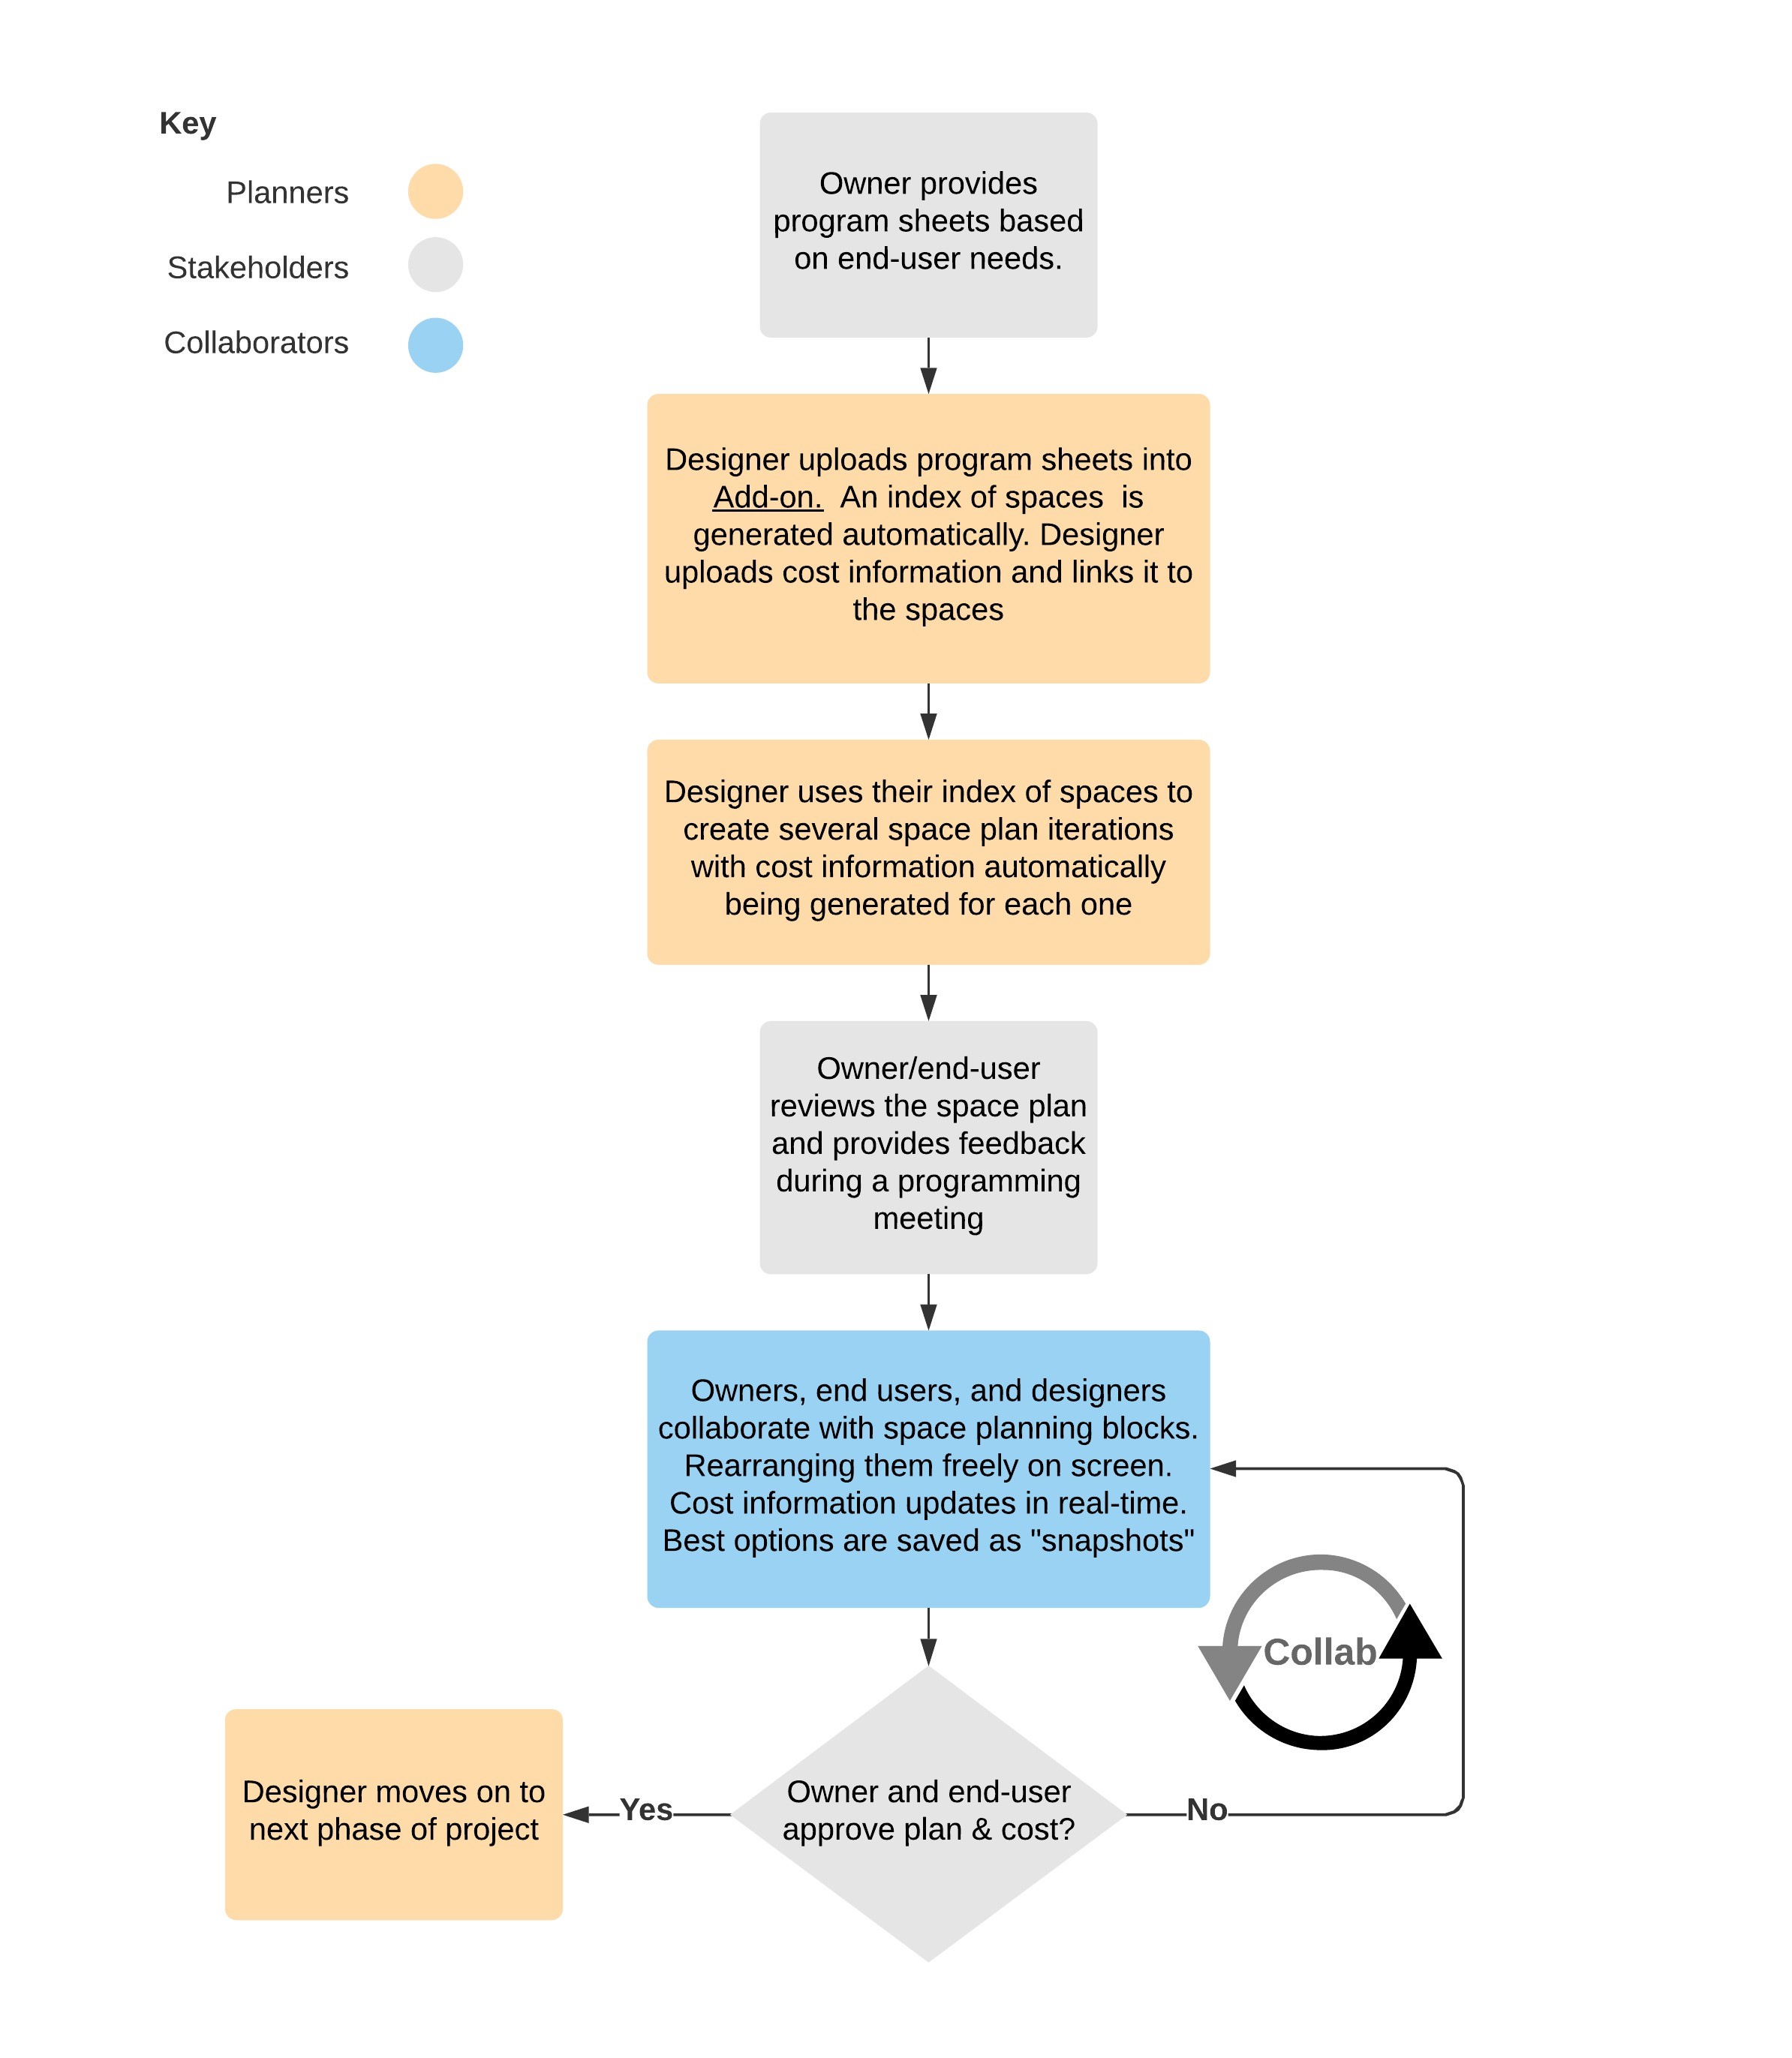 Key
Planners
Stakeholders
Collaborators
Owner provides
program sheets based
on end-user needs.
Designer uploads program sheets into
Add-on.  An index of spaces  is
generated automatically. Designer
uploads cost information and links it to
the spaces
Designer uses their index of spaces to
create several space plan iterations
with cost information automatically
being generated for each one
Owner/end-user
reviews the space plan
and provides feedback
during a programming
meeting
Owners, end users, and designers
collaborate with space planning blocks.
Rearranging them freely on screen.
Cost information updates in real-time.
Best options are saved as "snapshots"
Collab
Owner and end-user
approve plan & cost?
Yes
No
Designer moves on to
next phase of project